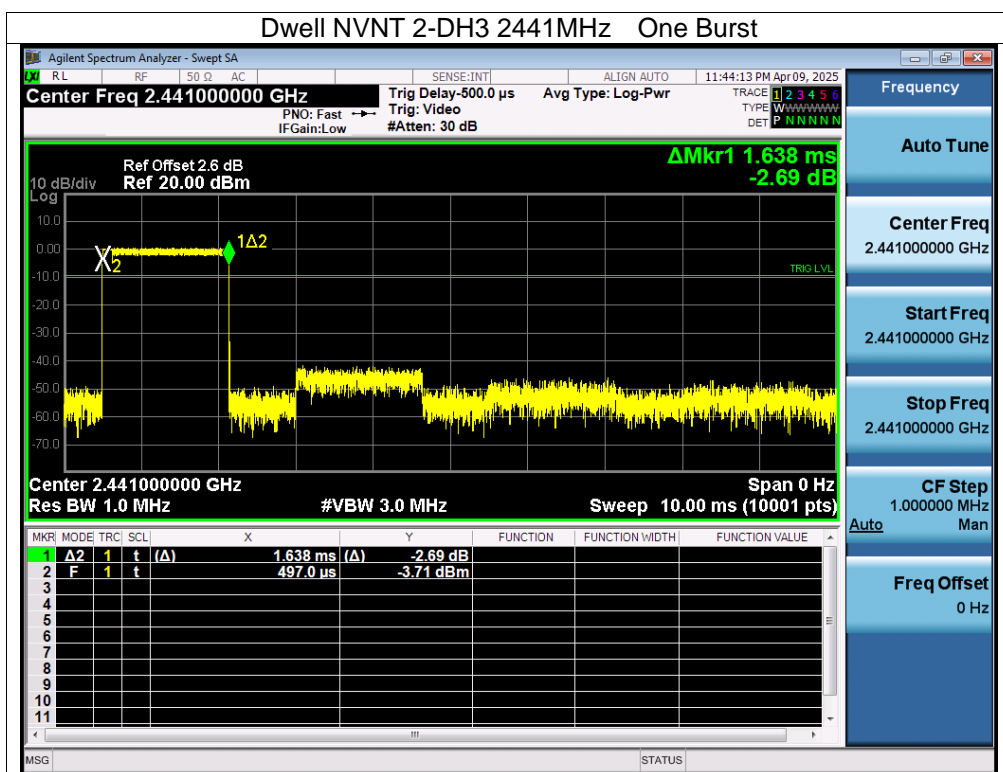 Dwell NVNT 2-DH3 2441MHz One Burst
Agilent Spectrum Analyzer - Swept SA
LXI RL RF 50 Ω AC SENSE:INT ALIGN AUTO 11:44:13 PM Apr 09, 2025
Center Freq 2.441000000 GHz
PNO: Fast
IFGain:Low
Trig Delay-500.0 µs
Trig: Video
#Atten: 30 dB
Avg Type: Log-Pwr
TRACE 1 2 3 4 5 6
TYPE WWWWWWW
DET P N N N N N
Frequency
Auto Tune
Center Freq
2.441000000 GHz
Start Freq
2.441000000 GHz
Stop Freq
2.441000000 GHz
CF Step
1.000000 MHz
Auto Man
Freq Offset
0 Hz
ΔMkr1 1.638 ms
-2.69 dB
Ref Offset 2.6 dB
10 dB/div Ref 20.00 dBm
Log
10.0
0.00
-10.0
-20.0
-30.0
-40.0
-50.0
-60.0
-70.0
X2
1Δ2
TRIG LVL
Center 2.441000000 GHz Span 0 Hz
Res BW 1.0 MHz #VBW 3.0 MHz Sweep 10.00 ms (10001 pts)
MKR MODE TRC SCL X Y FUNCTION FUNCTION WIDTH FUNCTION VALUE
1 Δ2 1 t (Δ) 1.638 ms (Δ) -2.69 dB
2 F 1 t 497.0 µs -3.71 dBm
3
4
5
6
7
8
9
10
11
MSG STATUS